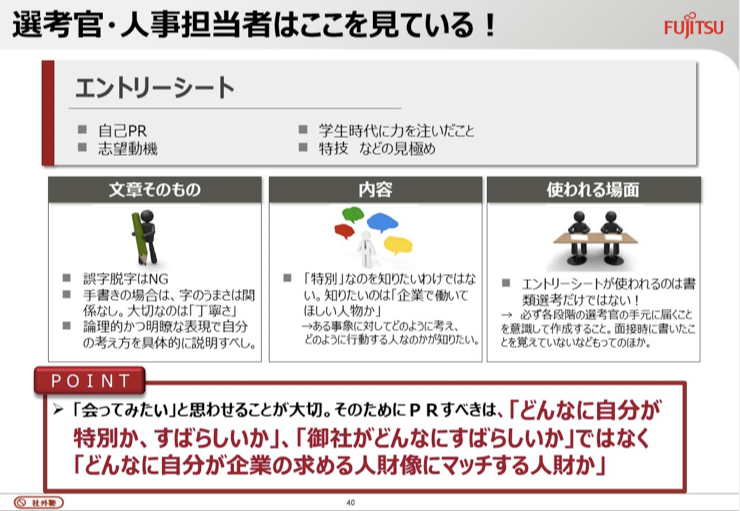 選考官・人事担当者はここを見ている！
FUJITSU
エントリーシート
■ 自己PR
■ 志望動機
■ 学生時代に力を注いだこと
■ 特技　などの見極め
文章そのもの
■ 誤字脱字はNG
■ 手書きの場合は、字のうまさは関
係なし。大切なのは「丁寧さ」
■ 論理的かつ明瞭な表現で自分
の考え方を具体的に説明すべし。
内容
■ 「特別」なのを知りたいわけではな
い。知りたいのは「企業で働いて
ほしい人物か」
→ある事象に対してどのように考え、
どのように行動する人なのかが知りたい。
使われる場面
■ エントリーシートが使われるのは書
類選考だけではない！
→ 必ず各段階の選考官の手元に届くこと
を意識して作成すること。面接時に書いたこ
とを覚えていないなどもってのほか。
ＰＯＩＮＴ
➢ 「会ってみたい」と思わせることが大切。そのためにＰＲすべきは、「どんなに自分が
特別か、すばらしいか」、「御社がどんなにすばらしいか」ではなく
「どんなに自分が企業の求める人財像にマッチする人財か」
40